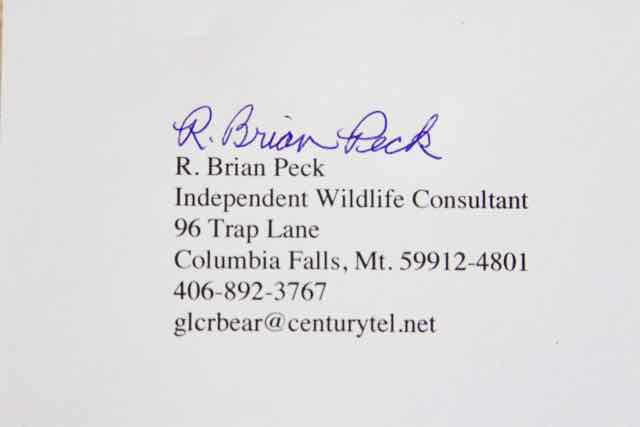 R. Brian Peck
R. Brian Peck
Independent Wildlife Consultant
96 Trap Lane
Columbia Falls, Mt. 59912-4801
406-892-3767
glcrbear@centurytel.net